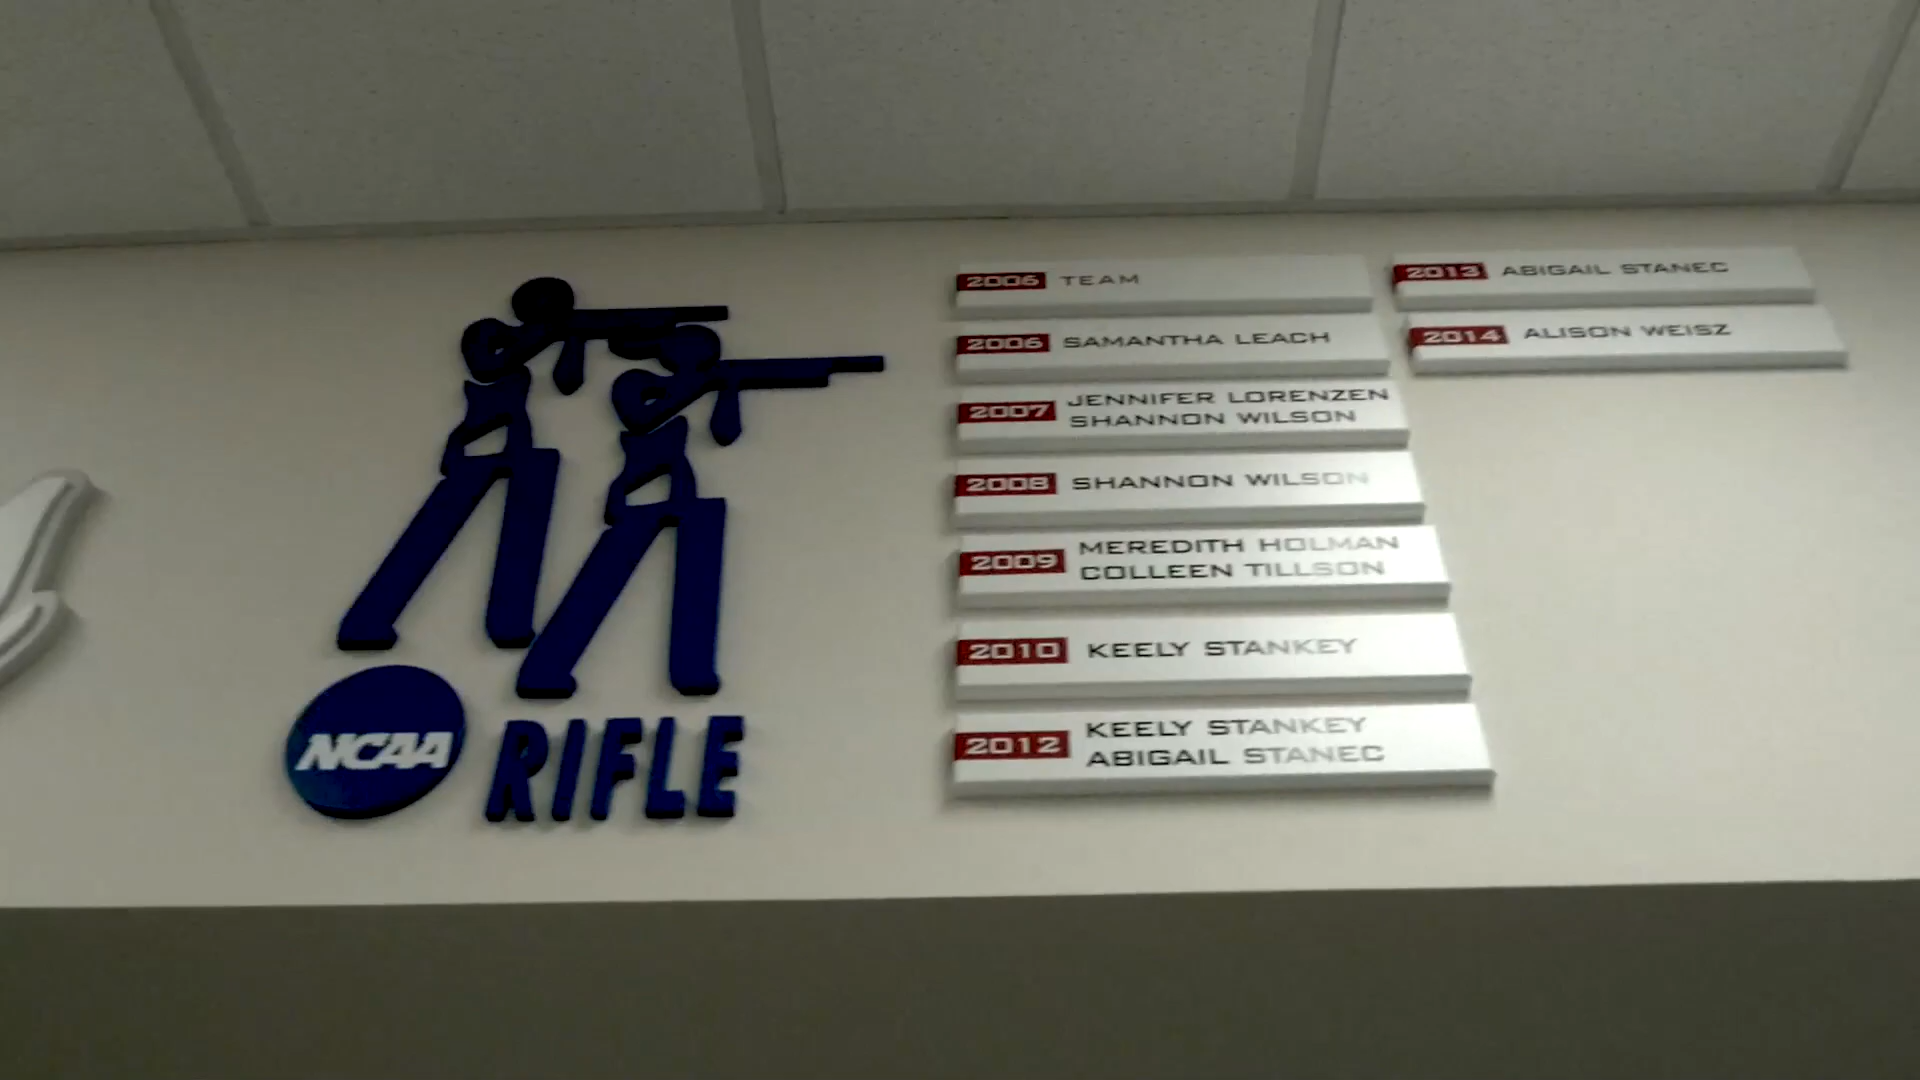 2006 TEAM
2006 SAMANTHA LEACH
2007 JENNIFER LORENZEN
SHANNON WILSON
2008 SHANNON WILSON
2009 MEREDITH HOLMAN
COLLEEN TILLSON
2010 KEELY STANKEY
2012 KEELY STANKEY
ABIGAIL STANEC
2013 ABIGAIL STANEC
2014 ALISON WEISZ
NCAA RIFLE